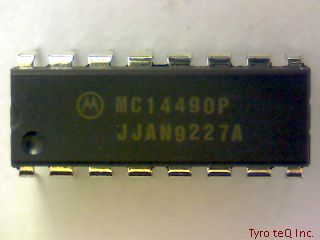 MC14490P
JJAN9227A
Tyro teQ Inc.